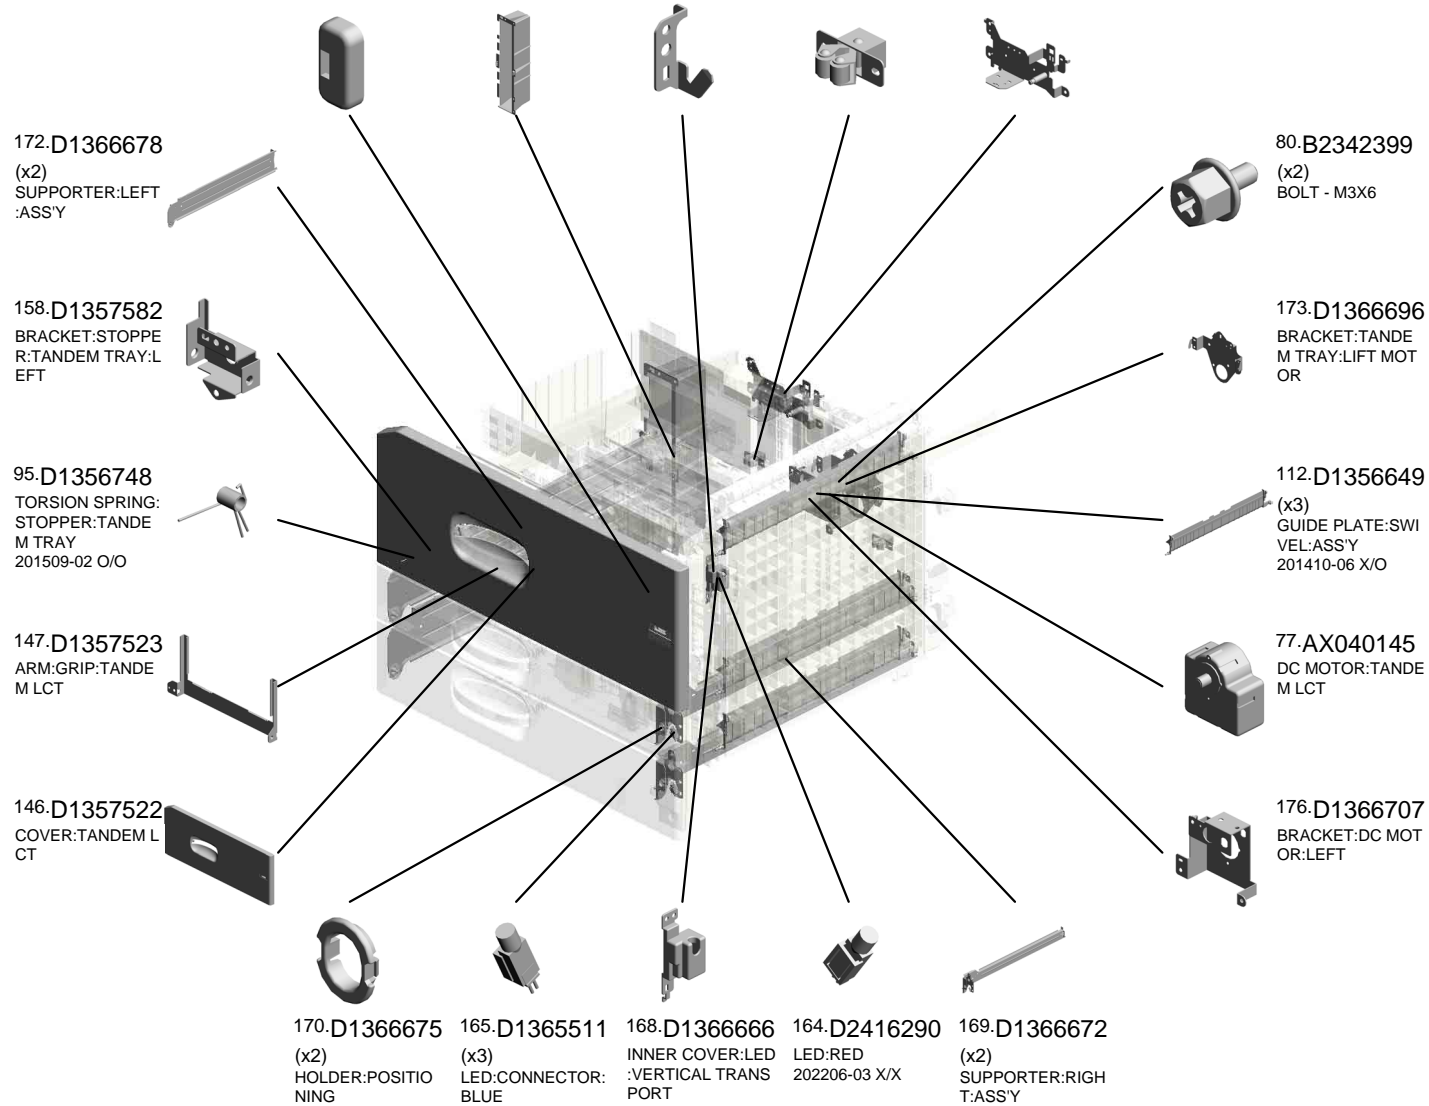 172.D1366678
(x2)
SUPPORTER:LEFT
:ASS'Y
80.B2342399
(x2)
BOLT - M3X6
158.D1357582
BRACKET:STOPPE
R:TANDEM TRAY:L
EFT
173.D1366696
BRACKET:TANDE
M TRAY:LIFT MOT
OR
95.D1356748
TORSION SPRING:
STOPPER:TANDE
M TRAY
201509-02 O/O
112.D1356649
(x3)
GUIDE PLATE:SWI
VEL:ASS'Y
201410-06 X/O
147.D1357523
ARM:GRIP:TANDE
M LCT
77.AX040145
DC MOTOR:TANDE
M LCT
146.D1357522
COVER:TANDEM L
CT
176.D1366707
BRACKET:DC MOT
OR:LEFT
170.D1366675
(x2)
HOLDER:POSITIO
NING
165.D1365511
(x3)
LED:CONNECTOR:
BLUE
168.D1366666
INNER COVER:LED
:VERTICAL TRANS
PORT
164.D2416290
LED:RED
202206-03 X/X
169.D1366672
(x2)
SUPPORTER:RIGH
T:ASS'Y